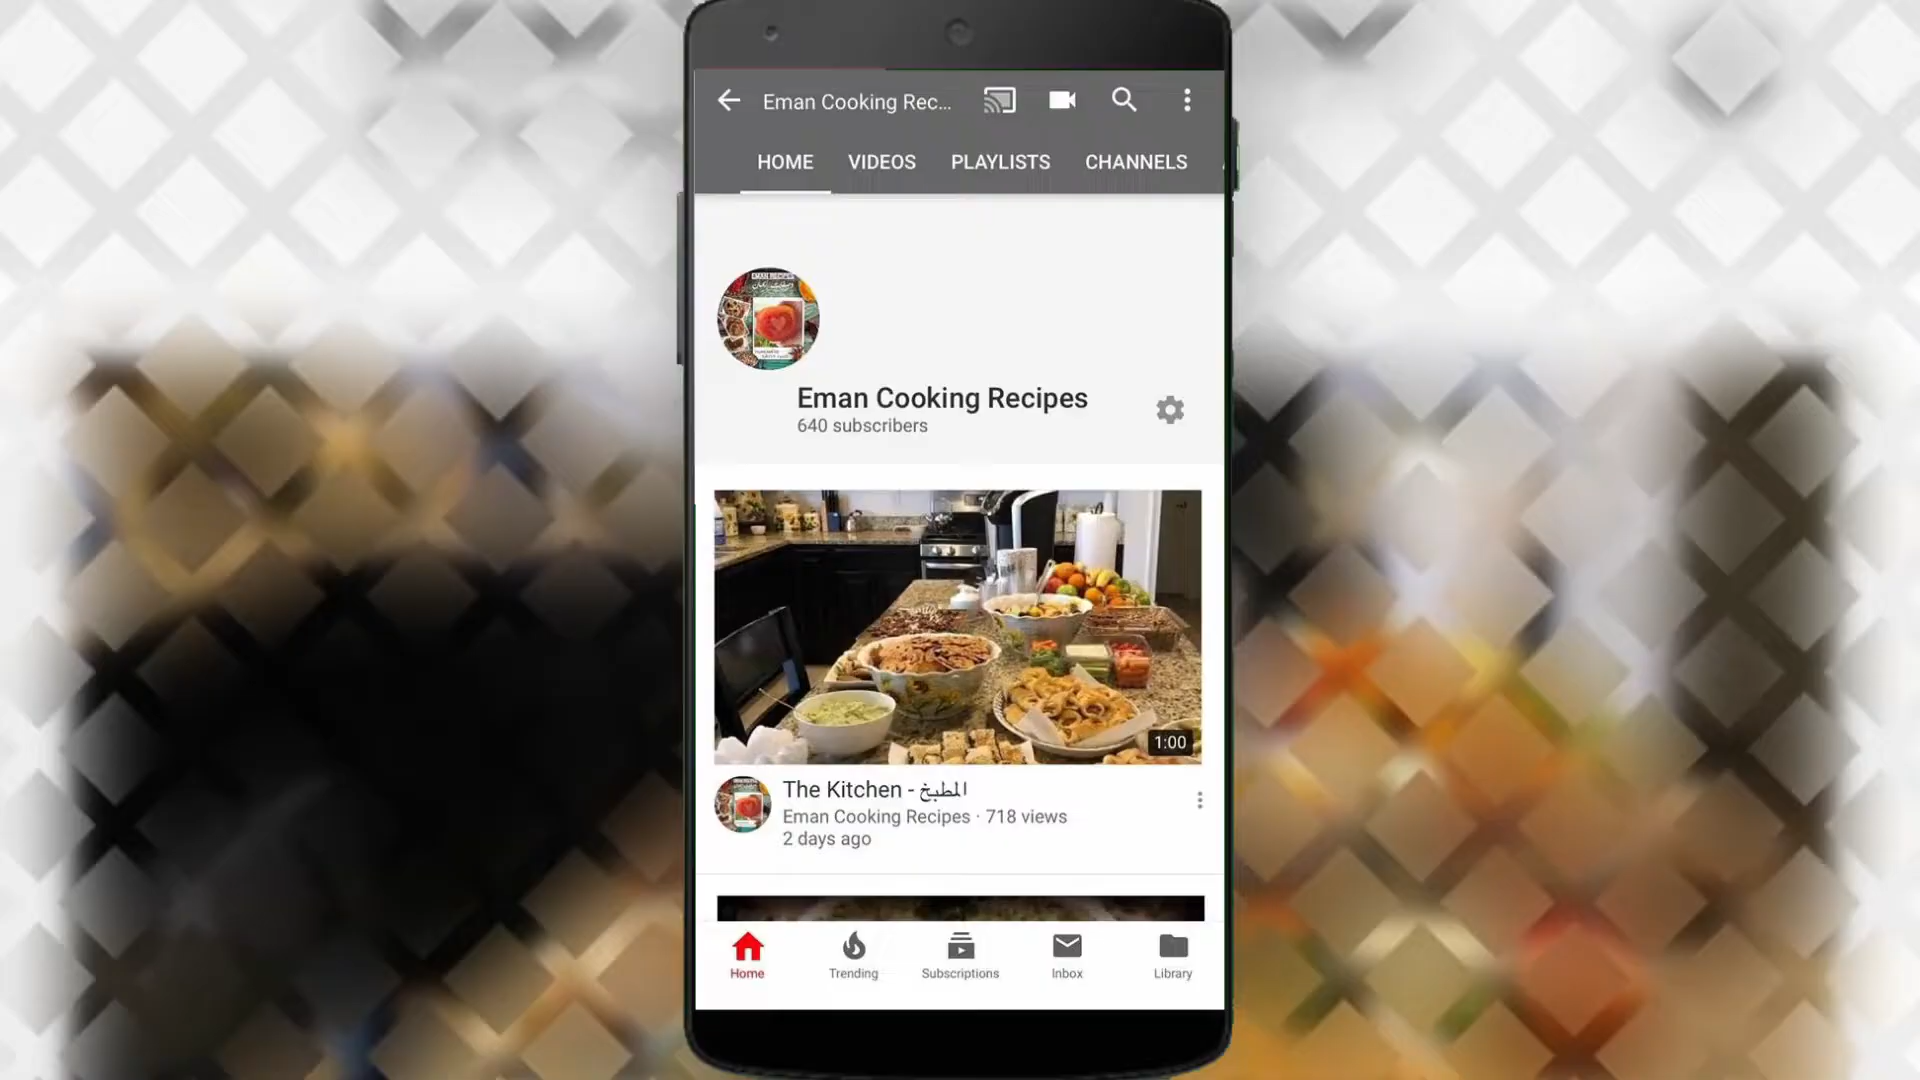 Eman Cooking Rec...
HOME VIDEOS PLAYLISTS CHANNELS
Eman Cooking Recipes
640 subscribers
1:00
The Kitchen - المطبخ
Eman Cooking Recipes · 718 views
2 days ago
Home Trending Subscriptions Inbox Library